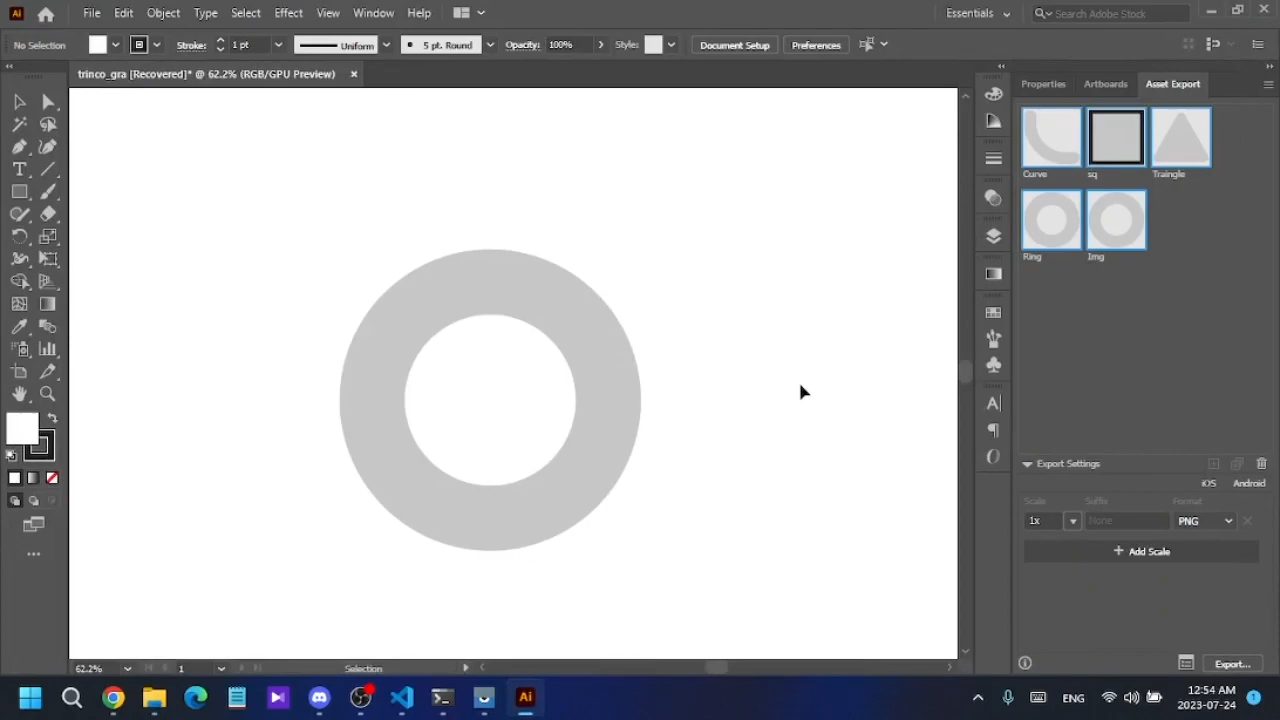 Ai File Edit Object Type Select Effect View Window Help Essentials Search Adobe Stock
No Selection Stroke: 1 pt Uniform 5 pt. Round Opacity: 100% Style: Document Setup Preferences
trinco_gra [Recovered]* @ 62.2% (RGB/GPU Preview)
Properties Artboards Asset Export
Curve sq Traingle
Ring Img
Export Settings
iOS Android
Scale Suffix Format
1x None PNG
+ Add Scale
62.2% 1 Selection Export...
Ai ENG 12:54 AM
2023-07-24 1